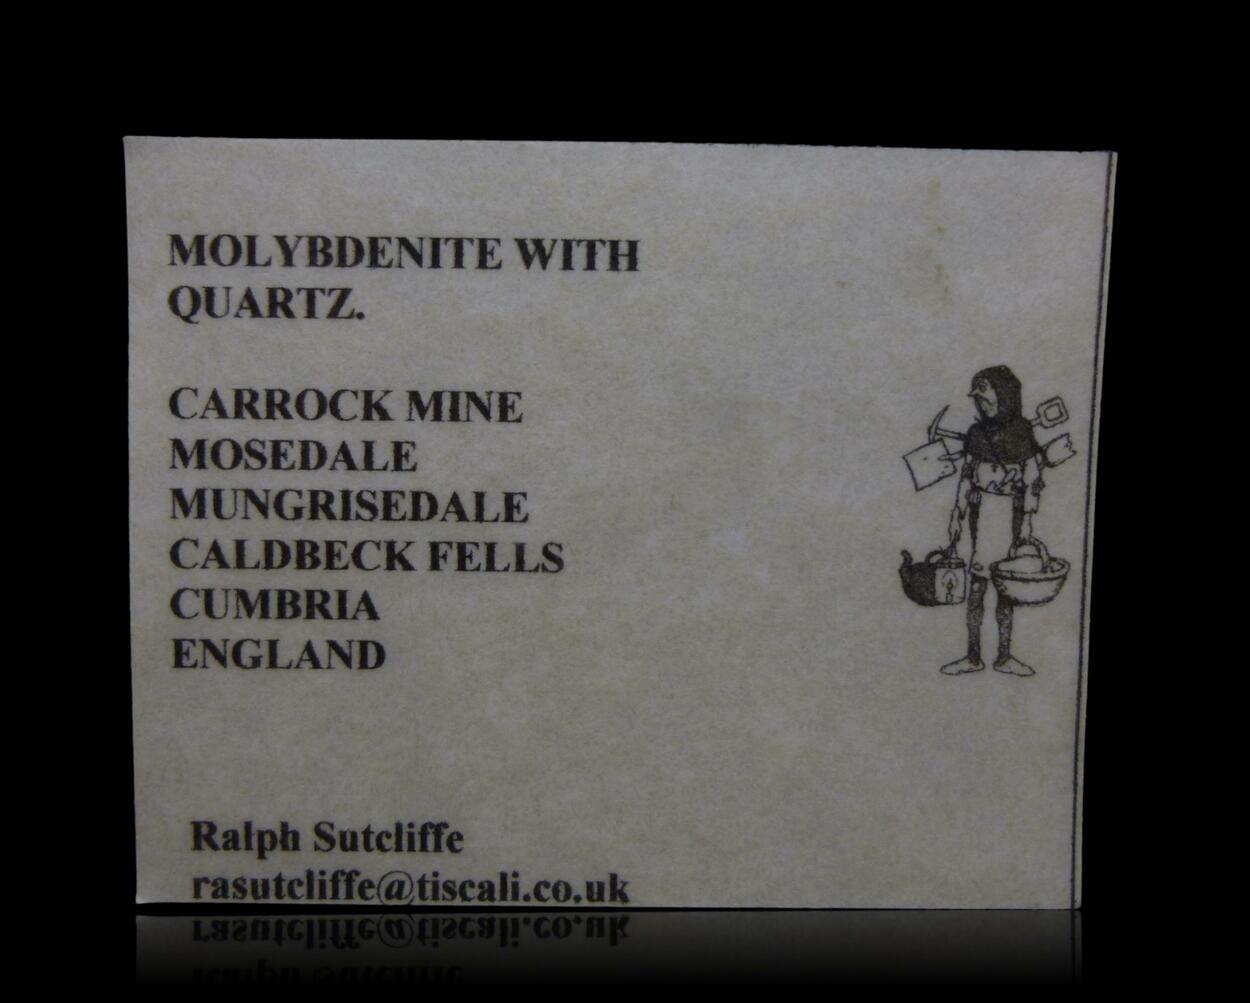 MOLYBDENITE WITH
QUARTZ.
CARROCK MINE
MOSEDALE
MUNGRISEDALE
CALDBECK FELLS
CUMBRIA
ENGLAND
Ralph Sutcliffe
rasutcliffe@tiscali.co.uk